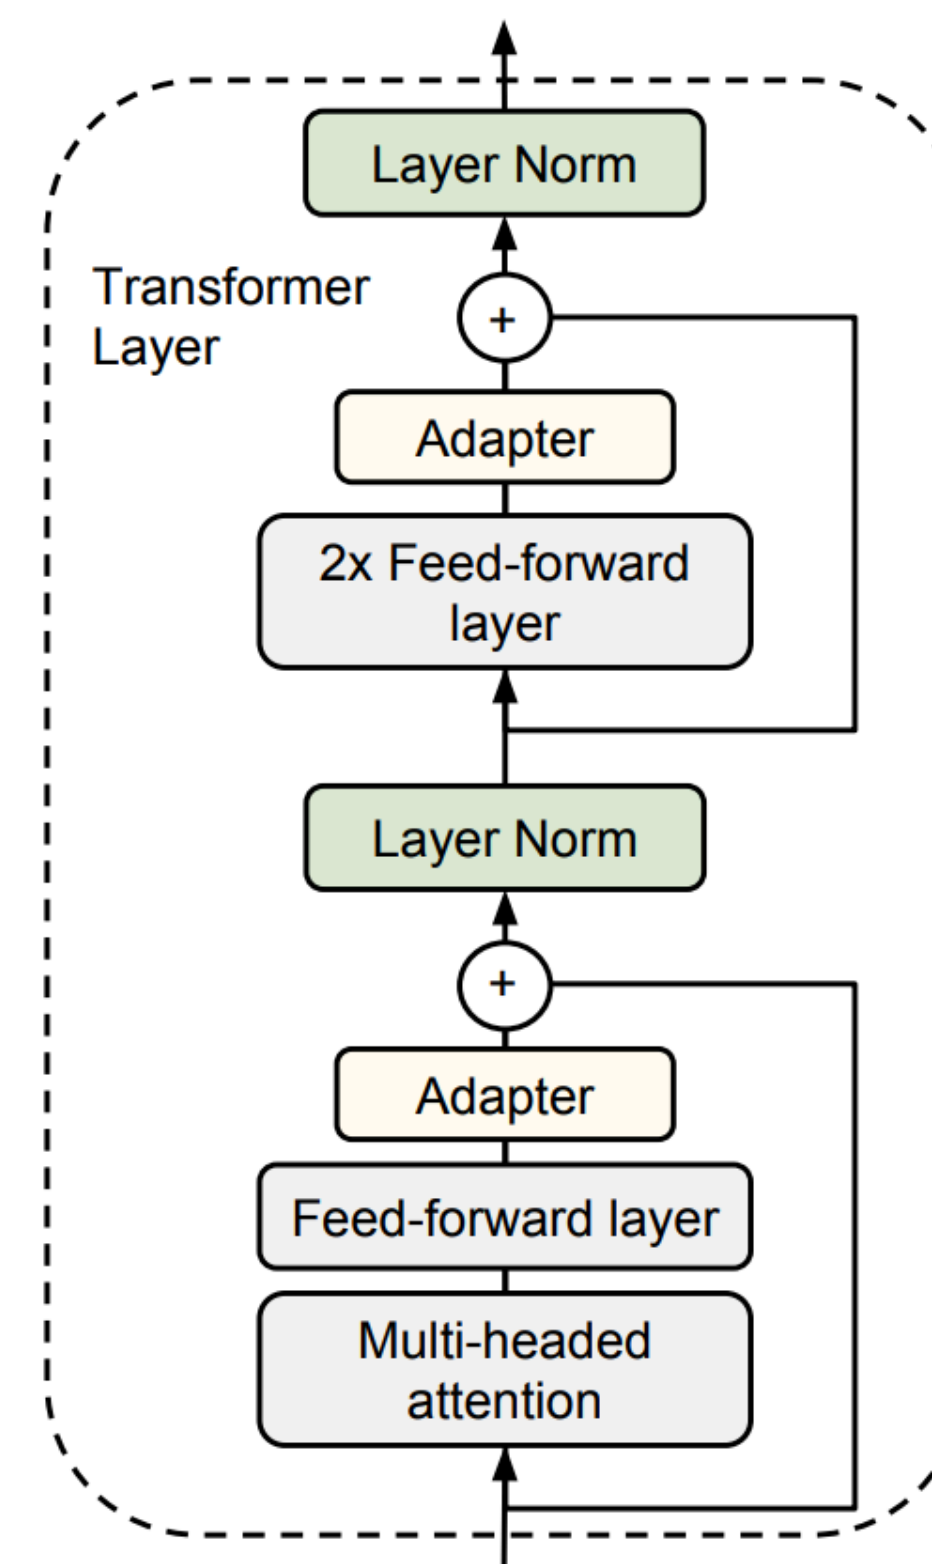 Layer Norm
Transformer
Layer
+
Adapter
2x Feed-forward
layer
Layer Norm
+
Adapter
Feed-forward layer
Multi-headed
attention